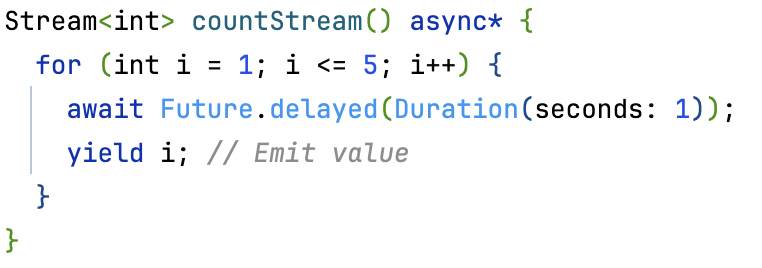 Stream<int> countStream() async* {
  for (int i = 1; i <= 5; i++) {
    await Future.delayed(Duration(seconds: 1));
    yield i; // Emit value
  }
}